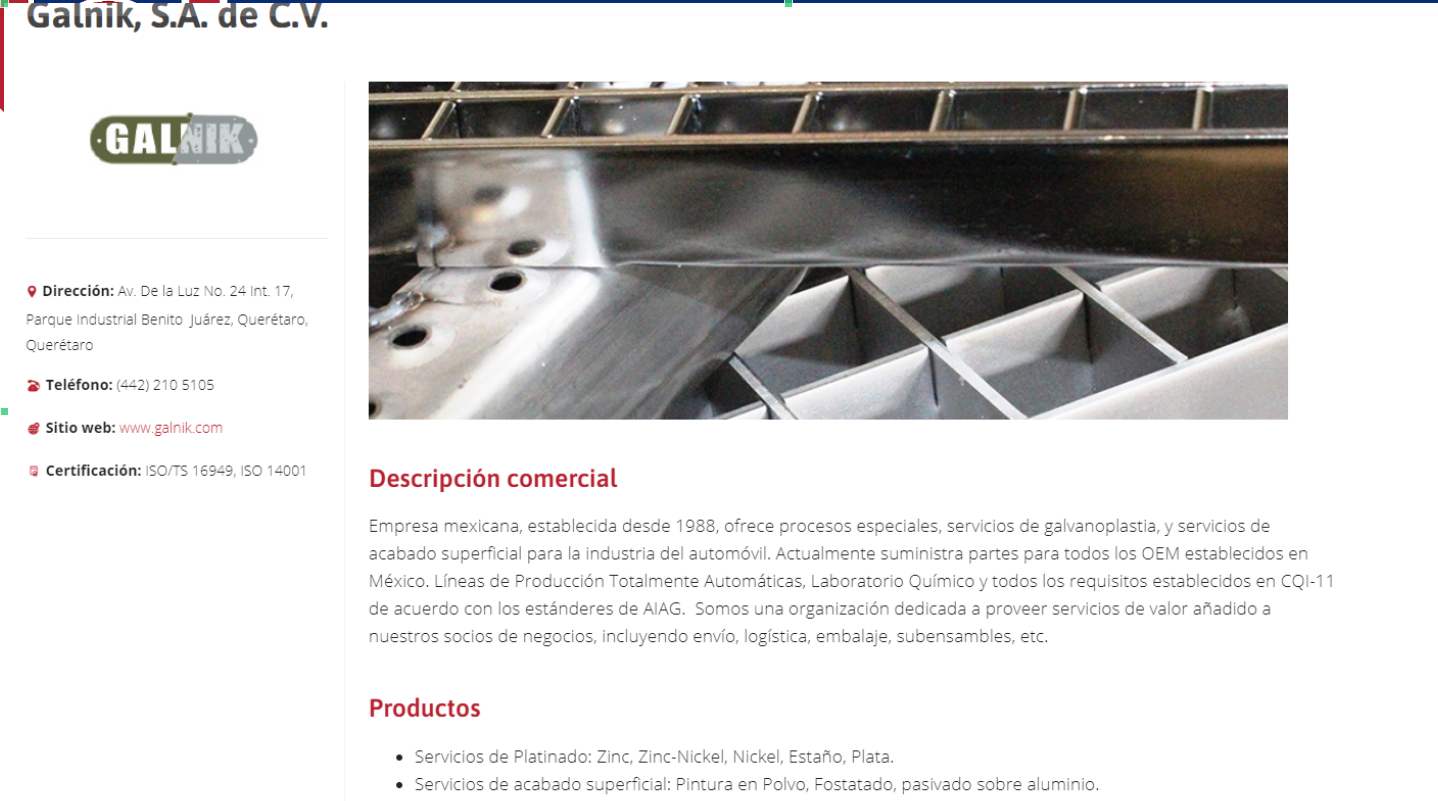 Galnik, S.A. de C.V.
GALNIK
Dirección: Av. De la Luz No. 24 Int. 17,
Parque Industrial Benito Juárez, Querétaro,
Querétaro
Teléfono: (442) 210 5105
Sitio web: www.galnik.com
Certificación: ISO/TS 16949, ISO 14001
Descripción comercial
Empresa mexicana, establecida desde 1988, ofrece procesos especiales, servicios de galvanoplastia, y servicios de
acabado superficial para la industria del automóvil. Actualmente suministra partes para todos los OEM establecidos en
México. Líneas de Producción Totalmente Automáticas, Laboratorio Químico y todos los requisitos establecidos en CQI-11
de acuerdo con los estánderes de AIAG. Somos una organización dedicada a proveer servicios de valor añadido a
nuestros socios de negocios, incluyendo envío, logística, embalaje, subensambles, etc.
Productos
• Servicios de Platinado: Zinc, Zinc-Nickel, Nickel, Estaño, Plata.
• Servicios de acabado superficial: Pintura en Polvo, Fostatado, pasivado sobre aluminio.